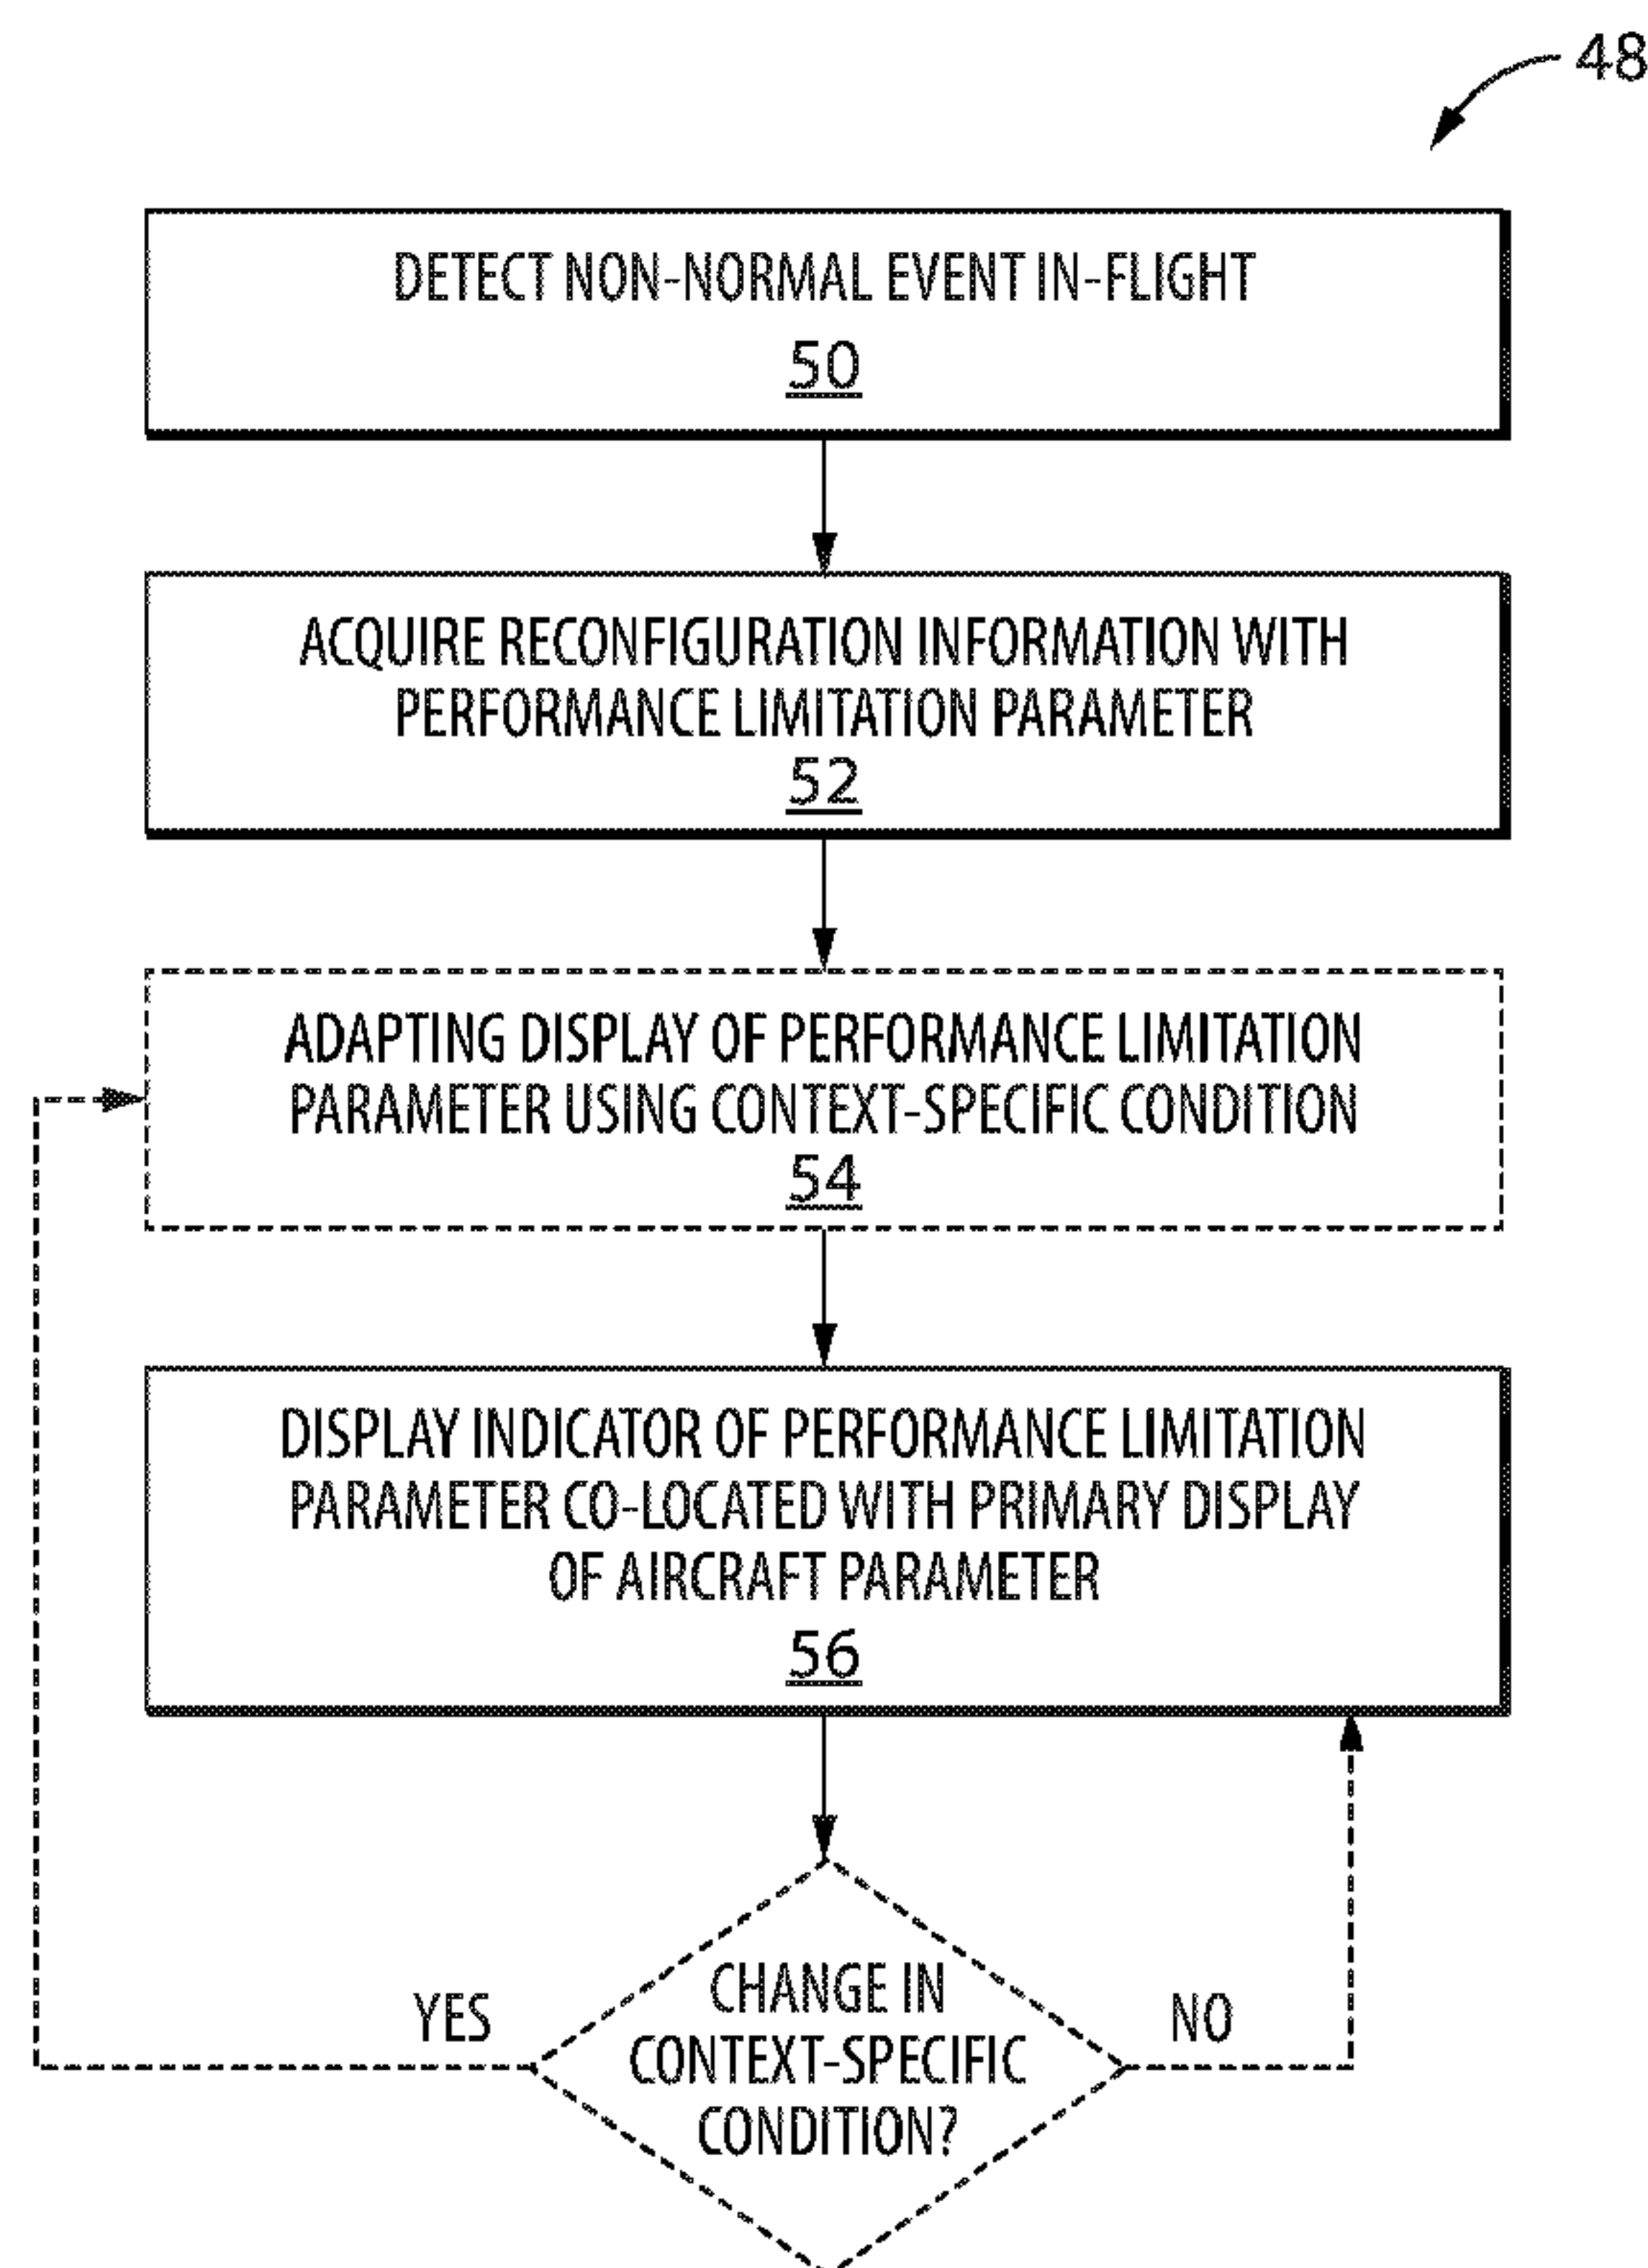 48
DETECT NON-NORMAL EVENT IN-FLIGHT
50
ACQUIRE RECONFIGURATION INFORMATION WITH
PERFORMANCE LIMITATION PARAMETER
52
ADAPTING DISPLAY OF PERFORMANCE LIMITATION
PARAMETER USING CONTEXT-SPECIFIC CONDITION
54
DISPLAY INDICATOR OF PERFORMANCE LIMITATION
PARAMETER CO-LOCATED WITH PRIMARY DISPLAY
OF AIRCRAFT PARAMETER
56
YES
CHANGE IN
CONTEXT-SPECIFIC
CONDITION?
NO